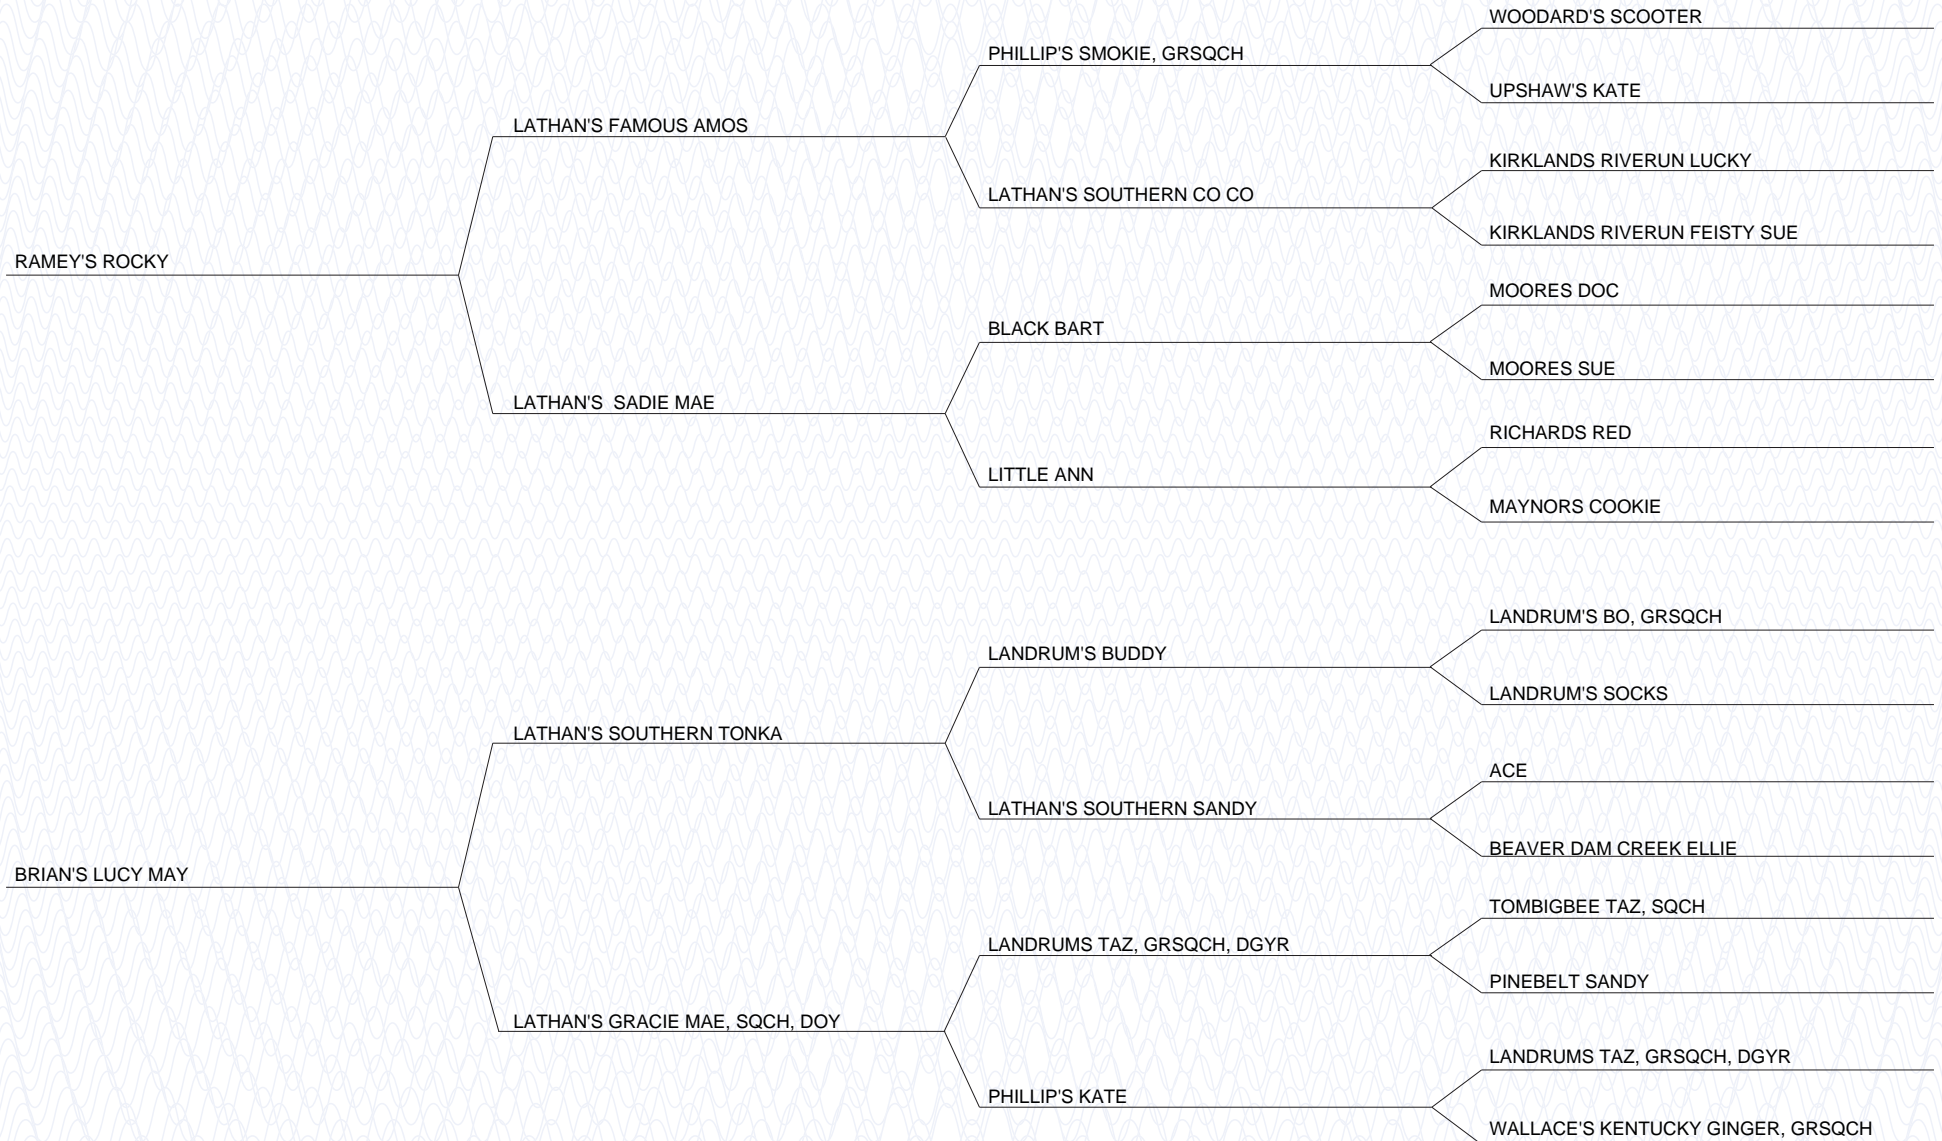 WOODARD'S SCOOTER
PHILLIP'S SMOKIE, GRSQCH
UPSHAW'S KATE
LATHAN'S FAMOUS AMOS
KIRKLANDS RIVERUN LUCKY
LATHAN'S SOUTHERN CO CO
KIRKLANDS RIVERUN FEISTY SUE
RAMEY'S ROCKY
MOORES DOC
BLACK BART
MOORES SUE
LATHAN'S  SADIE MAE
RICHARDS RED
LITTLE ANN
MAYNORS COOKIE
LANDRUM'S BO, GRSQCH
LANDRUM'S BUDDY
LANDRUM'S SOCKS
LATHAN'S SOUTHERN TONKA
ACE
LATHAN'S SOUTHERN SANDY
BEAVER DAM CREEK ELLIE
BRIAN'S LUCY MAY
TOMBIGBEE TAZ, SQCH
LANDRUMS TAZ, GRSQCH, DGYR
PINEBELT SANDY
LATHAN'S GRACIE MAE, SQCH, DOY
LANDRUMS TAZ, GRSQCH, DGYR
PHILLIP'S KATE
WALLACE'S KENTUCKY GINGER, GRSQCH